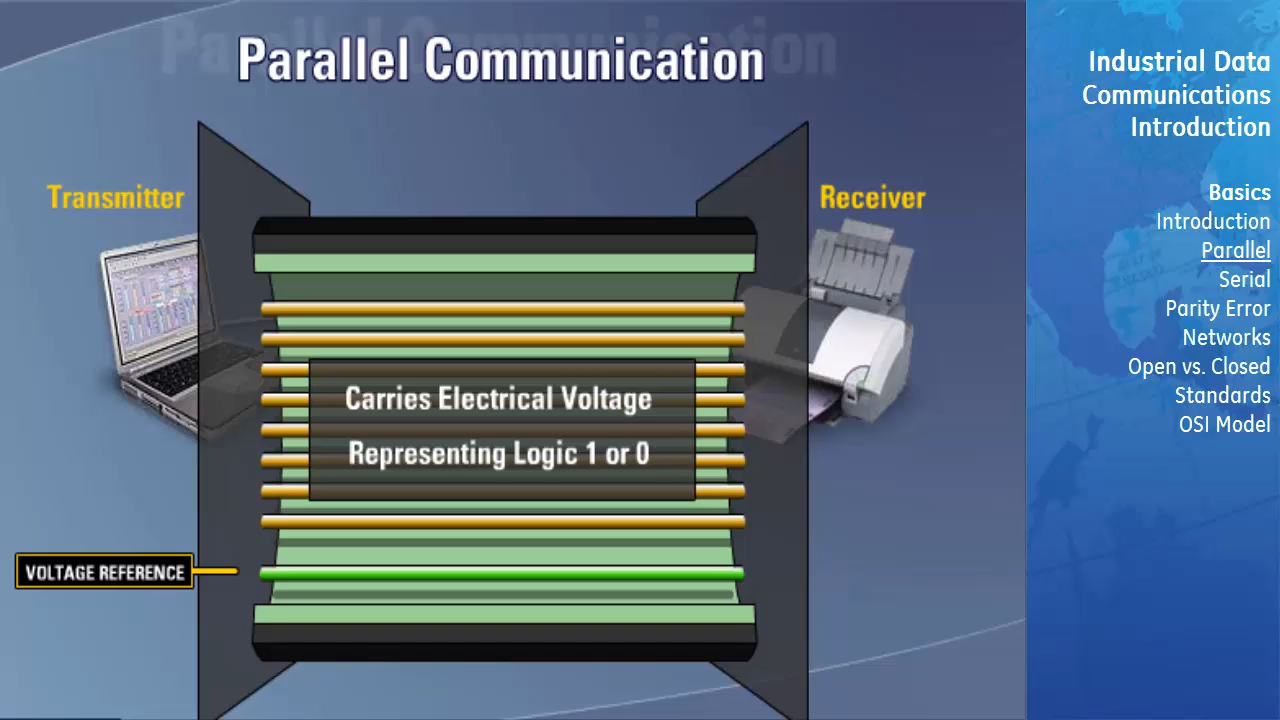 Parallel Communication
Transmitter
Receiver
Carries Electrical Voltage
Representing Logic 1 or 0
VOLTAGE REFERENCE
Industrial Data
Communications
Introduction
Basics
Introduction
Parallel
Serial
Parity Error
Networks
Open vs. Closed
Standards
OSI Model